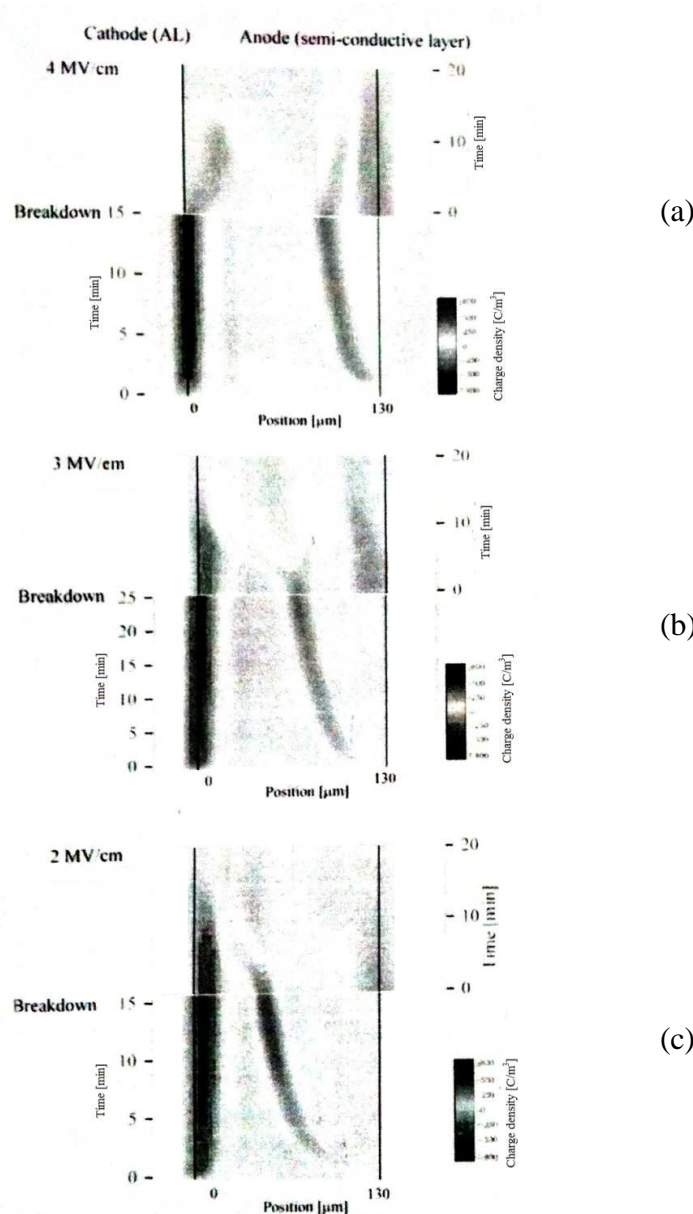 Cathode (AL) Anode (semi-conductive layer)
4 MV/cm
20
10
0
Time [min]
(a)
Breakdown 15
10
5
0
Time [min]
Charge density [C/m³]
0 130
Position [μm]
3 MV/cm
20
10
0
Time [min]
(b)
Breakdown 25
20
15
10
5
0
Time [min]
Charge density [C/m³]
0 130
Position [μm]
2 MV/cm
20
10
0
Time [min]
(c)
Breakdown 15
10
5
0
Time [min]
Charge density [C/m³]
0 130
Position [μm]